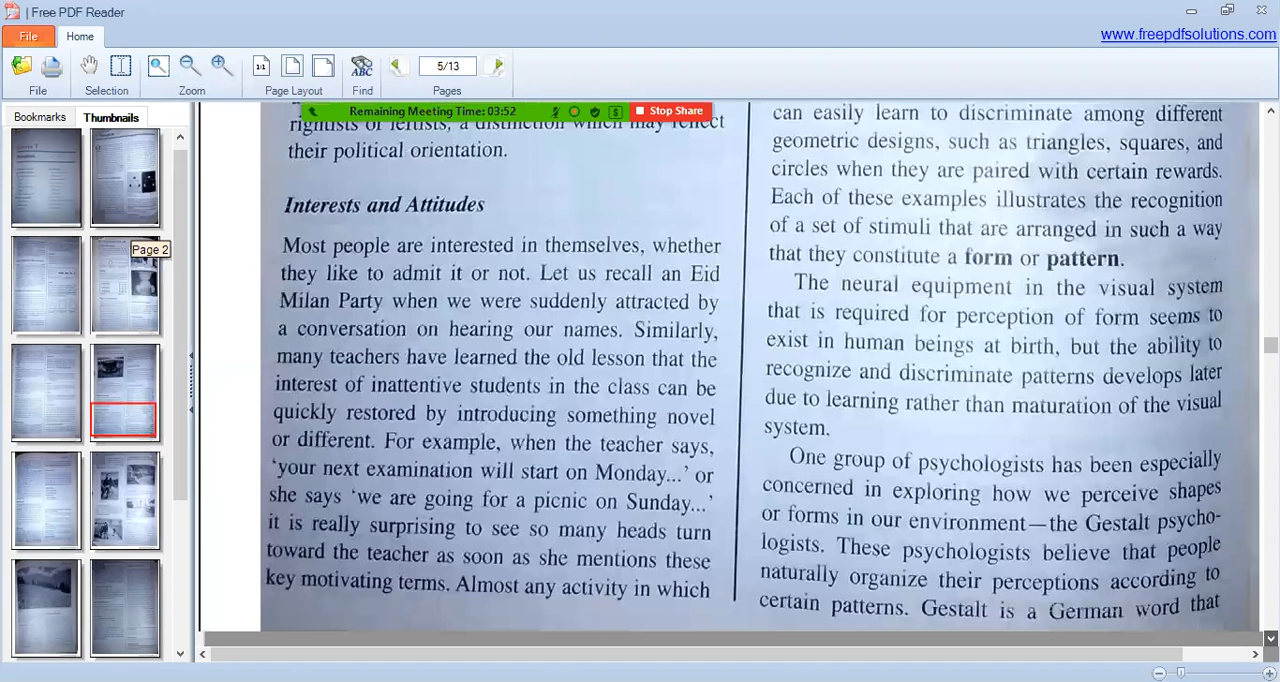 | Free PDF Reader
www.freepdfsolutions.com
File
Home
1:1
ABC
5/13
File
Selection
Zoom
Page Layout
Find
Pages
Bookmarks
Thumbnails
Page 2
Remaining Meeting Time: 03:52
Stop Share
rightists or leftists, a distinction which may reflect
their political orientation.
Interests and Attitudes
Most people are interested in themselves, whether
they like to admit it or not. Let us recall an Eid
Milan Party when we were suddenly attracted by
a conversation on hearing our names. Similarly,
many teachers have learned the old lesson that the
interest of inattentive students in the class can be
quickly restored by introducing something novel
or different. For example, when the teacher says,
‘your next examination will start on Monday...’ or
she says ‘we are going for a picnic on Sunday...’
it is really surprising to see so many heads turn
toward the teacher as soon as she mentions these
key motivating terms. Almost any activity in which
can easily learn to discriminate among different
geometric designs, such as triangles, squares, and
circles when they are paired with certain rewards.
Each of these examples illustrates the recognition
of a set of stimuli that are arranged in such a way
that they constitute a form or pattern.
The neural equipment in the visual system
that is required for perception of form seems to
exist in human beings at birth, but the ability to
recognize and discriminate patterns develops later
due to learning rather than maturation of the visual
system.
One group of psychologists has been especially
concerned in exploring how we perceive shapes
or forms in our environment—the Gestalt psycho-
logists. These psychologists believe that people
naturally organize their perceptions according to
certain patterns. Gestalt is a German word that